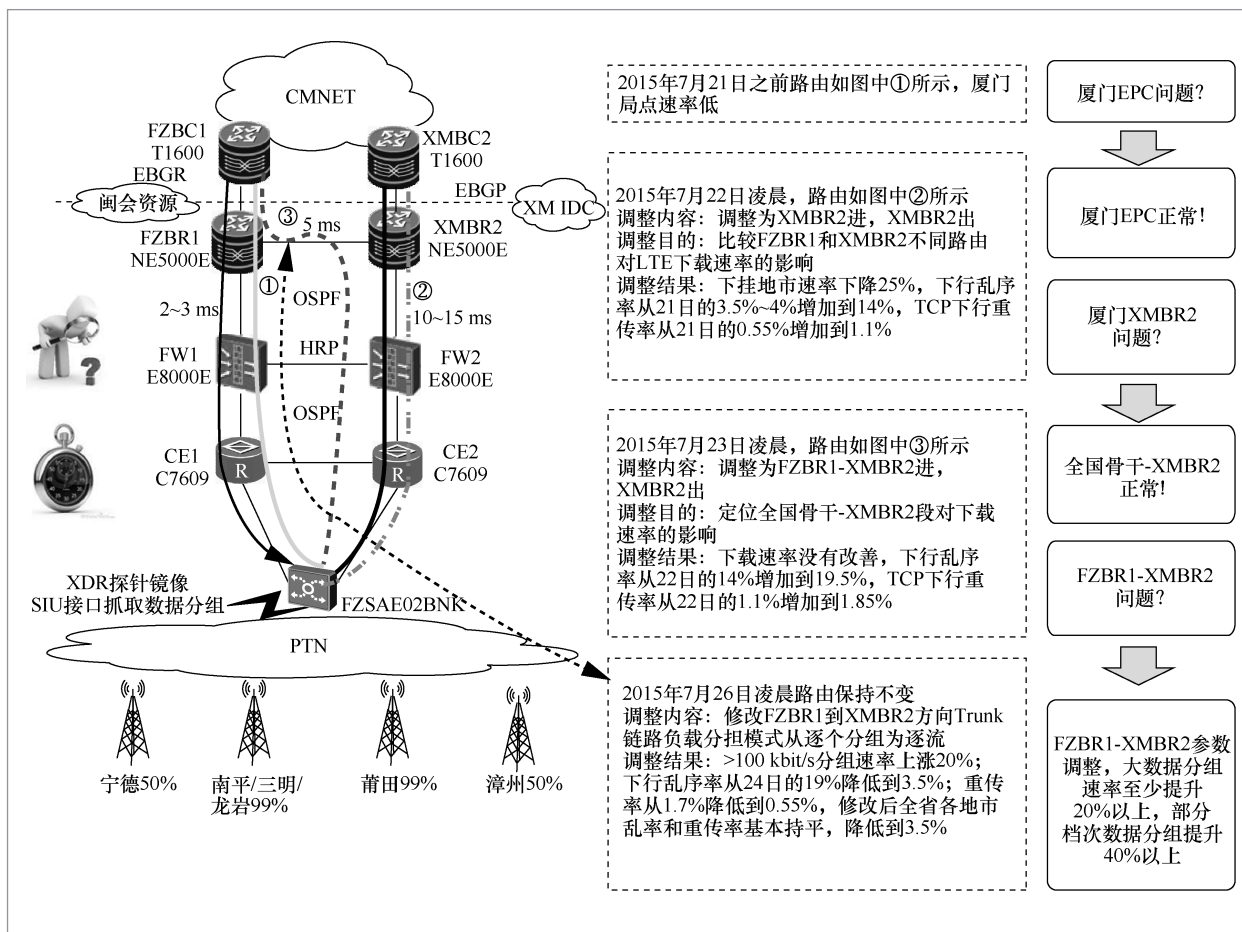 CMNET
FZBC1
T1600
XMBC2
T1600
EBGR
EBGP
闽会资源
XM IDC
③
5 ms
FZBR1
NE5000E
XMBR2
NE5000E
①
②
2~3 ms
OSPF
10~15 ms
HRP
FW1
E8000E
FW2
E8000E
OSPF
CE1
C7609
R
R
CE2
C7609
XDR探针镜像
SIU接口抓取数据分组
FZSAE02BNK
PTN
宁德50%
南平/三明/
龙岩99%
莆田99%
漳州50%
2015年7月21日之前路由如图中①所示，厦门
局点速率低
2015年7月22日凌晨，路由如图中②所示
调整内容：调整为XMBR2进，XMBR2出
调整目的：比较FZBR1和XMBR2不同路由
对LTE下载速率的影响
调整结果：下挂地市速率下降25%，下行乱序
率从21日的3.5%~4%增加到14%，TCP下行重
传率从21日的0.55%增加到1.1%
2015年7月23日凌晨，路由如图中③所示
调整内容：调整为FZBR1-XMBR2进，
XMBR2出
调整目的：定位全国骨干-XMBR2段对下载
速率的影响
调整结果：下载速率没有改善，下行乱序
率从22日的14%增加到19.5%，TCP下行重
传率从22日的1.1%增加到1.85%
2015年7月26日凌晨路由保持不变
调整内容：修改FZBR1到XMBR2方向Trunk
链路负载分担模式从逐个分组为逐流
调整结果：>100 kbit/s分组速率上涨20%；
下行乱序率从24日的19%降低到3.5%；重传
率从1.7%降低到0.55%，修改后全省各地市
乱率和重传率基本持平，降低到3.5%
厦门EPC问题？
厦门EPC正常！
厦门XMBR2
问题？
全国骨干-XMBR2
正常！
FZBR1-XMBR2
问题？
FZBR1-XMBR2参数
调整，大数据分组
速率至少提升
20%以上，部分
档次数据分组提升
40%以上